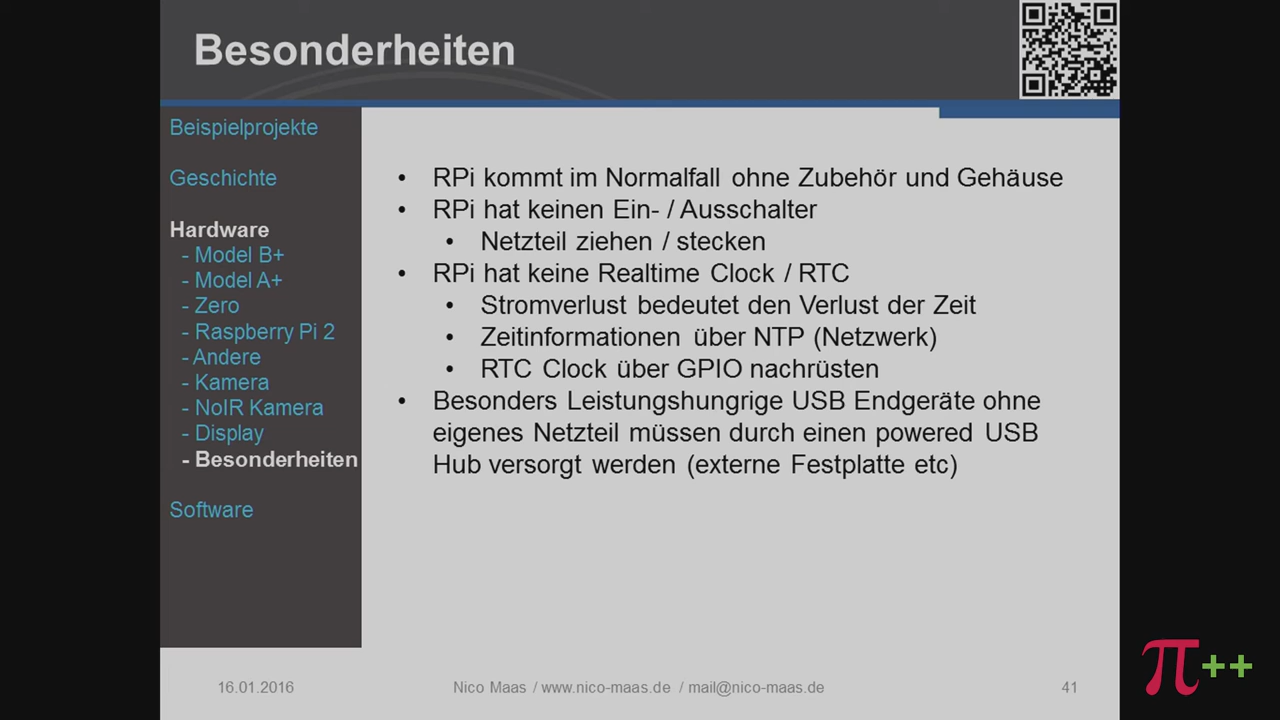 Besonderheiten
Beispielprojekte
Geschichte
Hardware
- Model B+
- Model A+
- Zero
- Raspberry Pi 2
- Andere
- Kamera
- NoIR Kamera
- Display
- Besonderheiten
Software
• RPi kommt im Normalfall ohne Zubehör und Gehäuse
• RPi hat keinen Ein- / Ausschalter
• Netzteil ziehen / stecken
• RPi hat keine Realtime Clock / RTC
• Stromverlust bedeutet den Verlust der Zeit
• Zeitinformationen über NTP (Netzwerk)
• RTC Clock über GPIO nachrüsten
• Besonders Leistungshungrige USB Endgeräte ohne
eigenes Netzteil müssen durch einen powered USB
Hub versorgt werden (externe Festplatte etc)
16.01.2016
Nico Maas / www.nico-maas.de / mail@nico-maas.de
41
π++